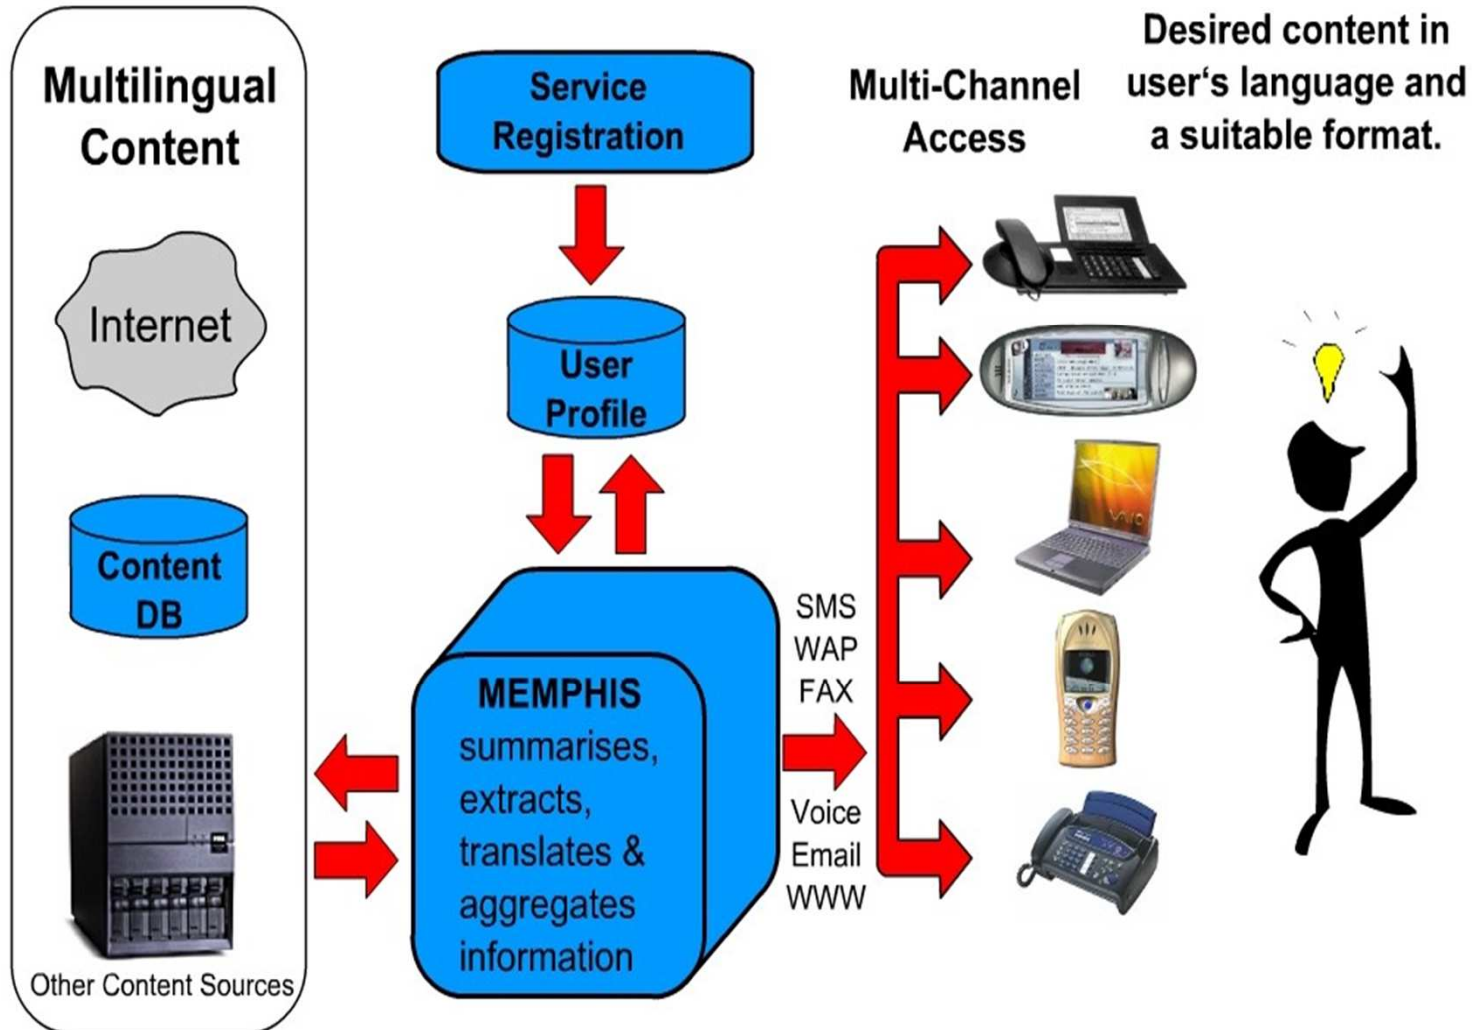 Multilingual
Content
Internet
Content
DB
Other Content Sources
Service
Registration
User
Profile
MEMPHIS
summarises,
extracts,
translates &
aggregates
information
SMS
WAP
FAX
Voice
Email
WWW
Multi-Channel
Access
VAIO
Desired content in
user‘s language and
a suitable format.